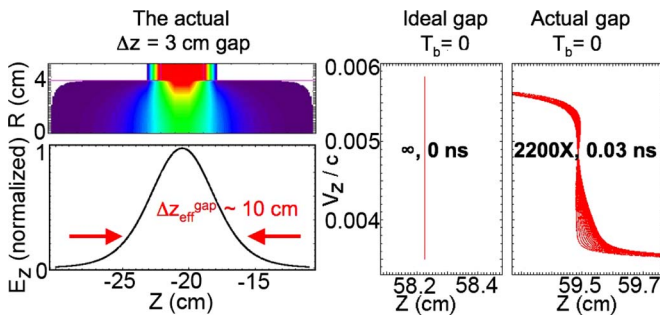 The actual
Δz = 3 cm gap
R (cm)
4
0
E_Z (normalized)
1
0
Δz_eff^gap ~ 10 cm
-25
-20
-15
Z (cm)
Ideal gap
T_b = 0
V_Z / c
0.006
0.005
0.004
∞, 0 ns
58.2
58.4
Z (cm)
Actual gap
T_b = 0
2200X, 0.03 ns
59.5
59.7
Z (cm)